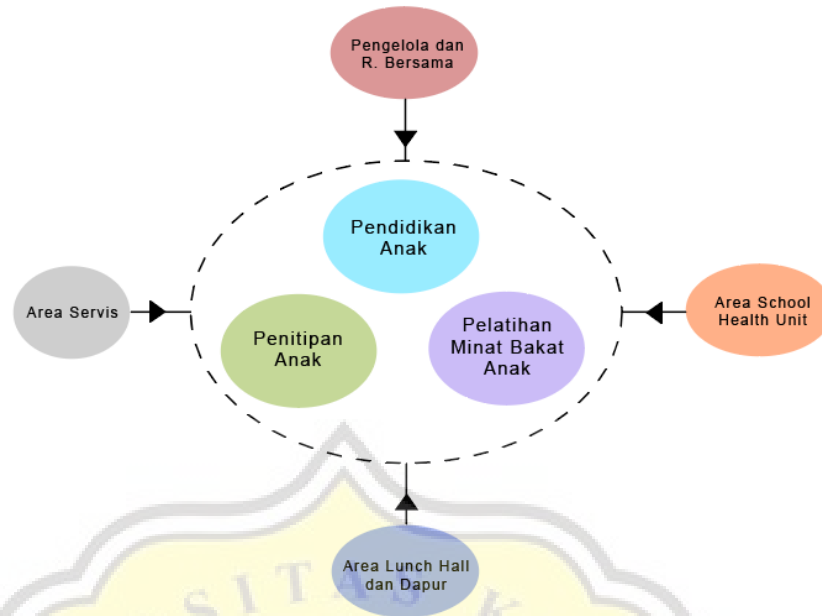 Pengelola dan
R. Bersama
Pendidikan
Anak
Area Servis
Area School
Health Unit
Penitipan
Anak
Pelatihan
Minat Bakat
Anak
Area Lunch Hall
dan Dapur
SITAS K